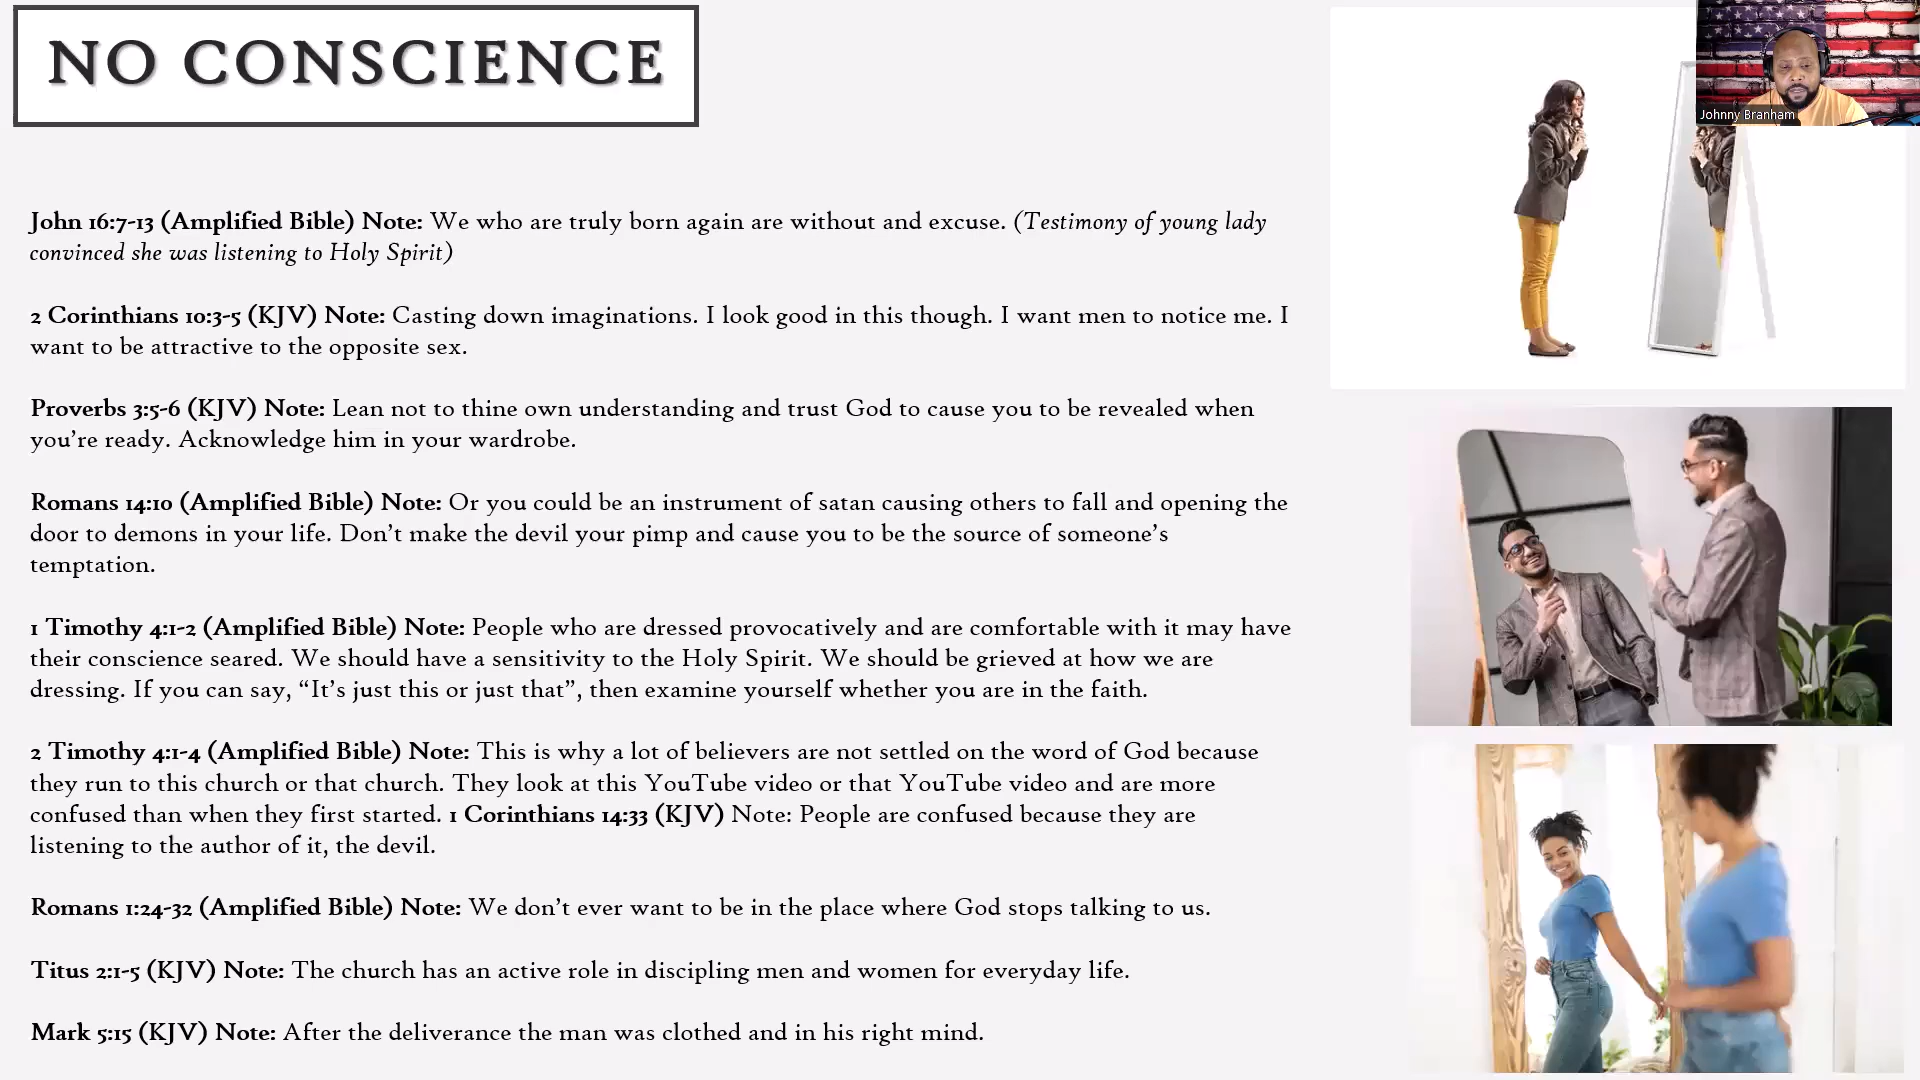 NO CONSCIENCE
Johnny Branham
John 16:7-13 (Amplified Bible) Note: We who are truly born again are without and excuse. (Testimony of young lady
convinced she was listening to Holy Spirit)
2 Corinthians 10:3-5 (KJV) Note: Casting down imaginations. I look good in this though. I want men to notice me. I
want to be attractive to the opposite sex.
Proverbs 3:5-6 (KJV) Note: Lean not to thine own understanding and trust God to cause you to be revealed when
you’re ready. Acknowledge him in your wardrobe.
Romans 14:10 (Amplified Bible) Note: Or you could be an instrument of satan causing others to fall and opening the
door to demons in your life. Don’t make the devil your pimp and cause you to be the source of someone’s
temptation.
1 Timothy 4:1-2 (Amplified Bible) Note: People who are dressed provocatively and are comfortable with it may have
their conscience seared. We should have a sensitivity to the Holy Spirit. We should be grieved at how we are
dressing. If you can say, “It’s just this or just that”, then examine yourself whether you are in the faith.
2 Timothy 4:1-4 (Amplified Bible) Note: This is why a lot of believers are not settled on the word of God because
they run to this church or that church. They look at this YouTube video or that YouTube video and are more
confused than when they first started. 1 Corinthians 14:33 (KJV) Note: People are confused because they are
listening to the author of it, the devil.
Romans 1:24-32 (Amplified Bible) Note: We don’t ever want to be in the place where God stops talking to us.
Titus 2:1-5 (KJV) Note: The church has an active role in discipling men and women for everyday life.
Mark 5:15 (KJV) Note: After the deliverance the man was clothed and in his right mind.